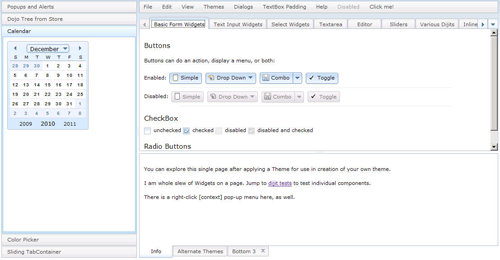 Popups and Alerts
Dojo Tree from Store
Calendar
December
S M T W T F S
28 29 30 1 2 3 4
5 6 7 8 9 10 11
12 13 14 15 16 17 18
19 20 21 22 23 24 25
26 27 28 29 30 31 1
2 3 4 5 6 7 8
2009 2010 2011
Color Picker
Sliding TabContainer
File Edit View Themes Dialogs TextBox Padding Help Disabled Click me!
Basic Form Widgets Text Input Widgets Select Widgets Textarea Editor Sliders Various Dijits Inline
Buttons
Buttons can do an action, display a menu, or both:
Enabled: Simple Drop Down Combo Toggle
Disabled: Simple Drop Down Combo Toggle
CheckBox
unchecked checked disabled disabled and checked
Radio Buttons
You can explore this single page after applying a Theme for use in creation of your own theme.
I am whole slew of Widgets on a page. Jump to dijit tests to test individual components.
There is a right-click [context] pop-up menu here, as well.
Info Alternate Themes Bottom 3